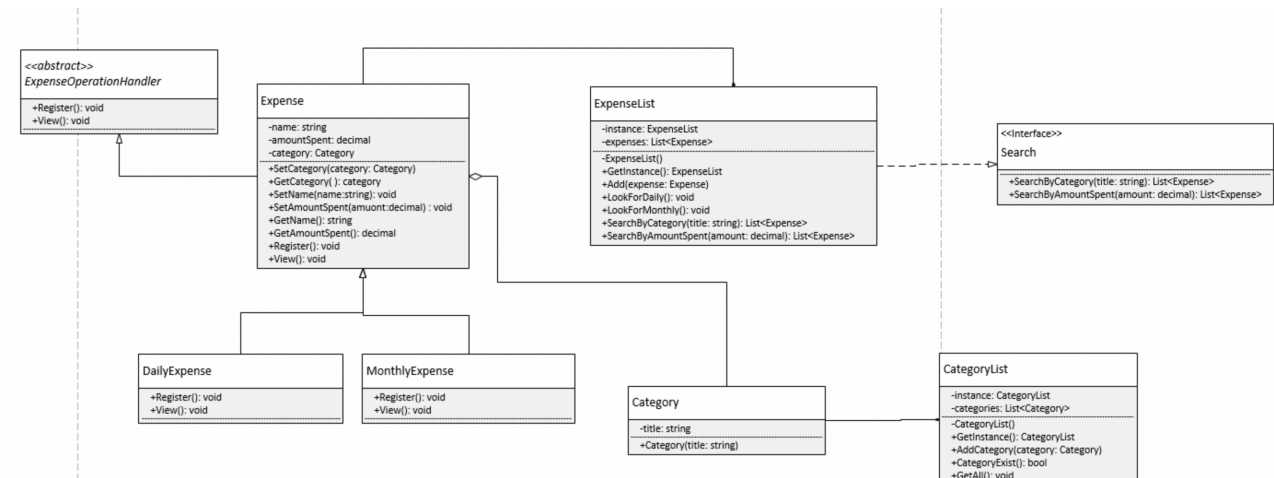 <<abstract>>
ExpenseOperationHandler
+Register(): void
+View(): void
Expense
-name: string
-amountSpent: decimal
-category: Category
+SetCategory(category: Category)
+GetCategory( ): category
+SetName(name:string): void
+SetAmountSpent(amuont:decimal) : void
+GetName(): string
+GetAmountSpent(): decimal
+Register(): void
+View(): void
ExpenseList
-instance: ExpenseList
-expenses: List<Expense>
-ExpenseList()
+GetInstance(): ExpenseList
+Add(expense: Expense)
+LookForDaily(): void
+LookForMonthly(): void
+SearchByCategory(title: string): List<Expense>
+SearchByAmountSpent(amount: decimal): List<Expense>
<<Interface>>
Search
+SearchByCategory(title: string): List<Expense>
+SearchByAmountSpent(amount: decimal): List<Expense>
DailyExpense
+Register(): void
+View(): void
MonthlyExpense
+Register(): void
+View(): void
Category
-title: string
+Category(title: string)
CategoryList
-instance: CategoryList
-categories: List<Category>
-CategoryList()
+GetInstance(): CategoryList
+AddCategory(category: Category)
+CategoryExist(): bool
+GetAll(): void